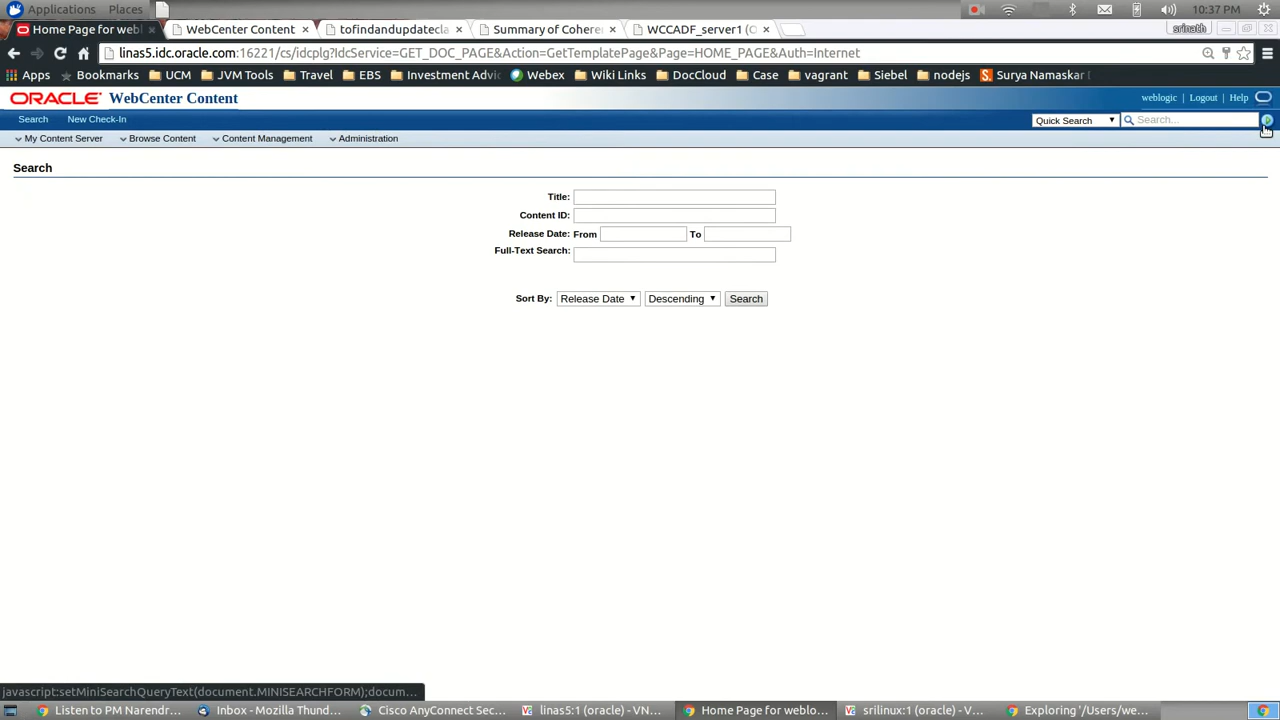 Applications Places
10:37 PM
Home Page for webl
WebCenter Content
tofindandupdatecla
Summary of Coheren
WCCADF_server1 (O
srinath
linas5.idc.oracle.com:16221/cs/idcplg?IdcService=GET_DOC_PAGE&Action=GetTemplatePage&Page=HOME_PAGE&Auth=Internet
Apps Bookmarks UCM JVM Tools Travel EBS Investment Advic Webex Wiki Links DocCloud Case vagrant Siebel nodejs Surya Namaskar
ORACLE WebCenter Content
weblogic | Logout | Help
Search New Check-In
Quick Search
Search...
My Content Server Browse Content Content Management Administration
Search
Title:
Content ID:
Release Date: From To
Full-Text Search:
Sort By: Release Date Descending Search
javascript:setMiniSearchQueryText(document.MINISEARCHFORM);docum...
Listen to PM Narendr...
Inbox - Mozilla Thund...
Cisco AnyConnect Sec...
linas5:1 (oracle) - VN...
Home Page for weblo...
srilinux:1 (oracle) - V...
Exploring '/Users/we...